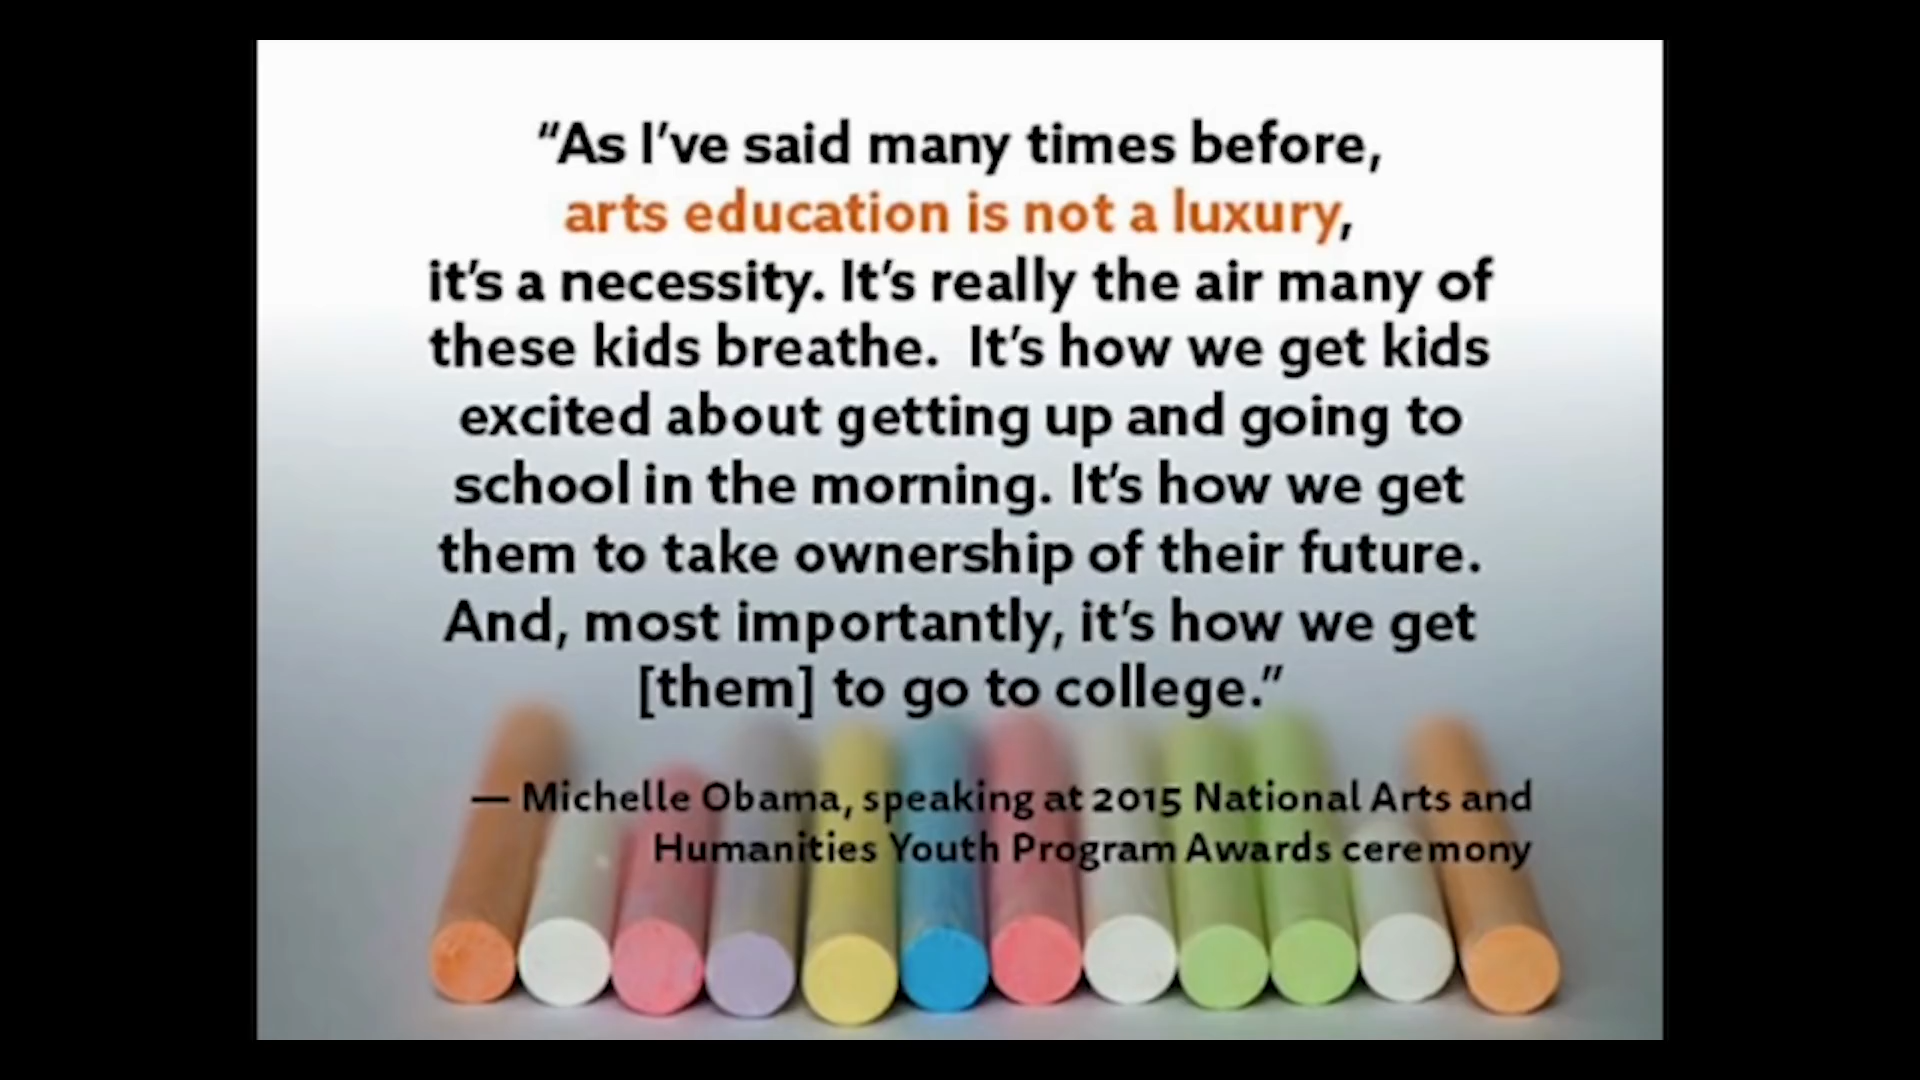 “As I’ve said many times before,
arts education is not a luxury,
it’s a necessity. It’s really the air many of
these kids breathe.  It’s how we get kids
excited about getting up and going to
school in the morning. It’s how we get
them to take ownership of their future.
And, most importantly, it’s how we get
[them] to go to college.”
— Michelle Obama, speaking at 2015 National Arts and
Humanities Youth Program Awards ceremony